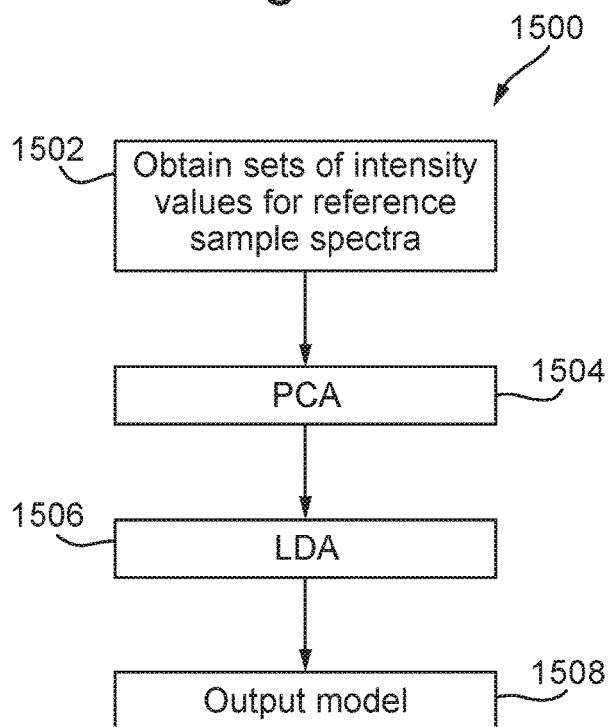 1500
1502
Obtain sets of intensity
values for reference
sample spectra
1504
PCA
1506
LDA
1508
Output model